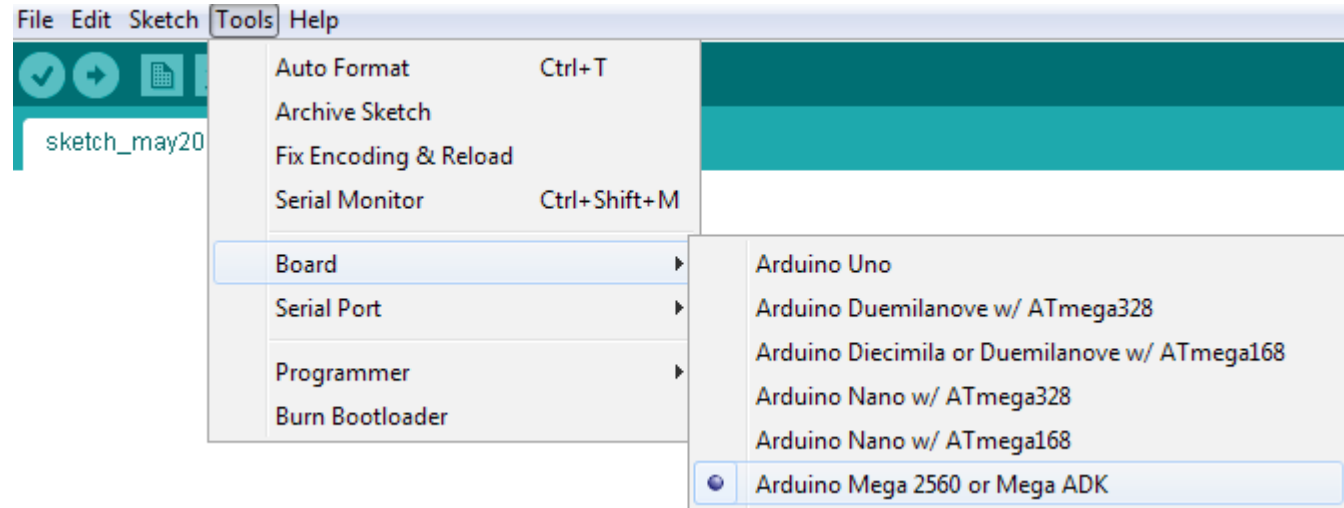 File Edit Sketch Tools Help
sketch_may20
Auto Format Ctrl+T
Archive Sketch
Fix Encoding & Reload
Serial Monitor Ctrl+Shift+M
Board
Serial Port
Programmer
Burn Bootloader
Arduino Uno
Arduino Duemilanove w/ ATmega328
Arduino Diecimila or Duemilanove w/ ATmega168
Arduino Nano w/ ATmega328
Arduino Nano w/ ATmega168
Arduino Mega 2560 or Mega ADK